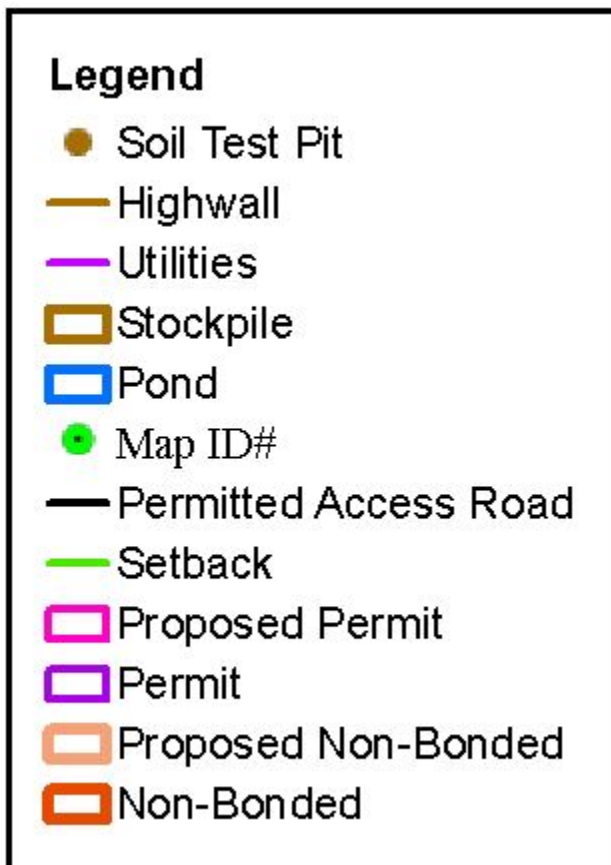 Legend
Soil Test Pit
Highwall
Utilities
Stockpile
Pond
Map ID#
Permitted Access Road
Setback
Proposed Permit
Permit
Proposed Non-Bonded
Non-Bonded